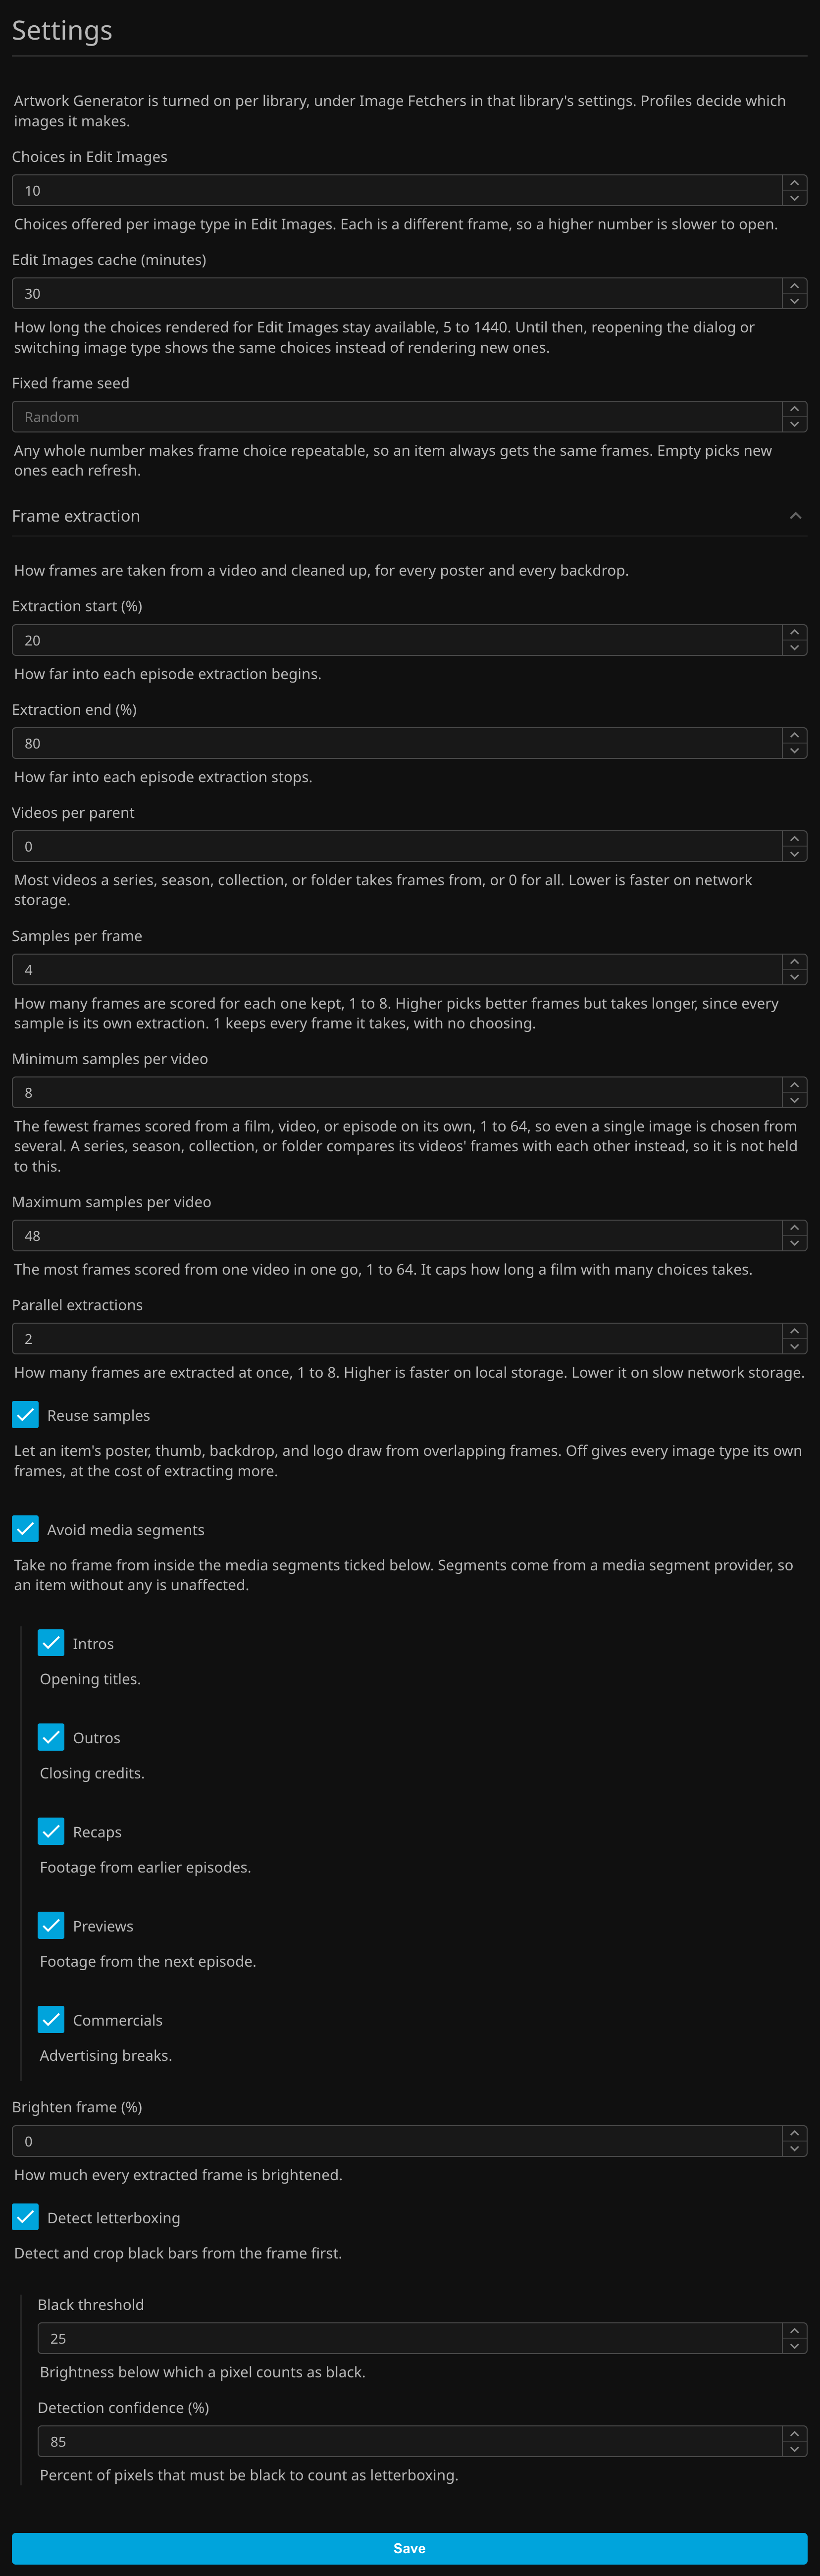 Settings
Artwork Generator is turned on per library, under Image Fetchers in that library's settings. Profiles decide which
images it makes.
Choices in Edit Images
10
Choices offered per image type in Edit Images. Each is a different frame, so a higher number is slower to open.
Edit Images cache (minutes)
30
How long the choices rendered for Edit Images stay available, 5 to 1440. Until then, reopening the dialog or
switching image type shows the same choices instead of rendering new ones.
Fixed frame seed
Random
Any whole number makes frame choice repeatable, so an item always gets the same frames. Empty picks new
ones each refresh.
Frame extraction
How frames are taken from a video and cleaned up, for every poster and every backdrop.
Extraction start (%)
20
How far into each episode extraction begins.
Extraction end (%)
80
How far into each episode extraction stops.
Videos per parent
0
Most videos a series, season, collection, or folder takes frames from, or 0 for all. Lower is faster on network
storage.
Samples per frame
4
How many frames are scored for each one kept, 1 to 8. Higher picks better frames but takes longer, since every
sample is its own extraction. 1 keeps every frame it takes, with no choosing.
Minimum samples per video
8
The fewest frames scored from a film, video, or episode on its own, 1 to 64, so even a single image is chosen from
several. A series, season, collection, or folder compares its videos' frames with each other instead, so it is not held
to this.
Maximum samples per video
48
The most frames scored from one video in one go, 1 to 64. It caps how long a film with many choices takes.
Parallel extractions
2
How many frames are extracted at once, 1 to 8. Higher is faster on local storage. Lower it on slow network storage.
Reuse samples
Let an item's poster, thumb, backdrop, and logo draw from overlapping frames. Off gives every image type its own
frames, at the cost of extracting more.
Avoid media segments
Take no frame from inside the media segments ticked below. Segments come from a media segment provider, so
an item without any is unaffected.
Intros
Opening titles.
Outros
Closing credits.
Recaps
Footage from earlier episodes.
Previews
Footage from the next episode.
Commercials
Advertising breaks.
Brighten frame (%)
0
How much every extracted frame is brightened.
Detect letterboxing
Detect and crop black bars from the frame first.
Black threshold
25
Brightness below which a pixel counts as black.
Detection confidence (%)
85
Percent of pixels that must be black to count as letterboxing.
Save